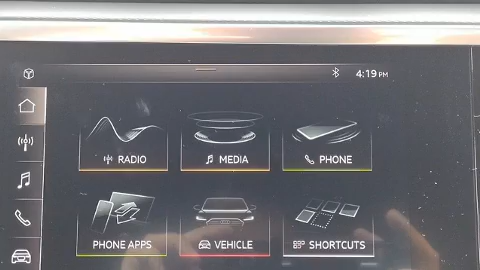 4:19 PM
RADIO
MEDIA
PHONE
PHONE APPS
VEHICLE
SHORTCUTS